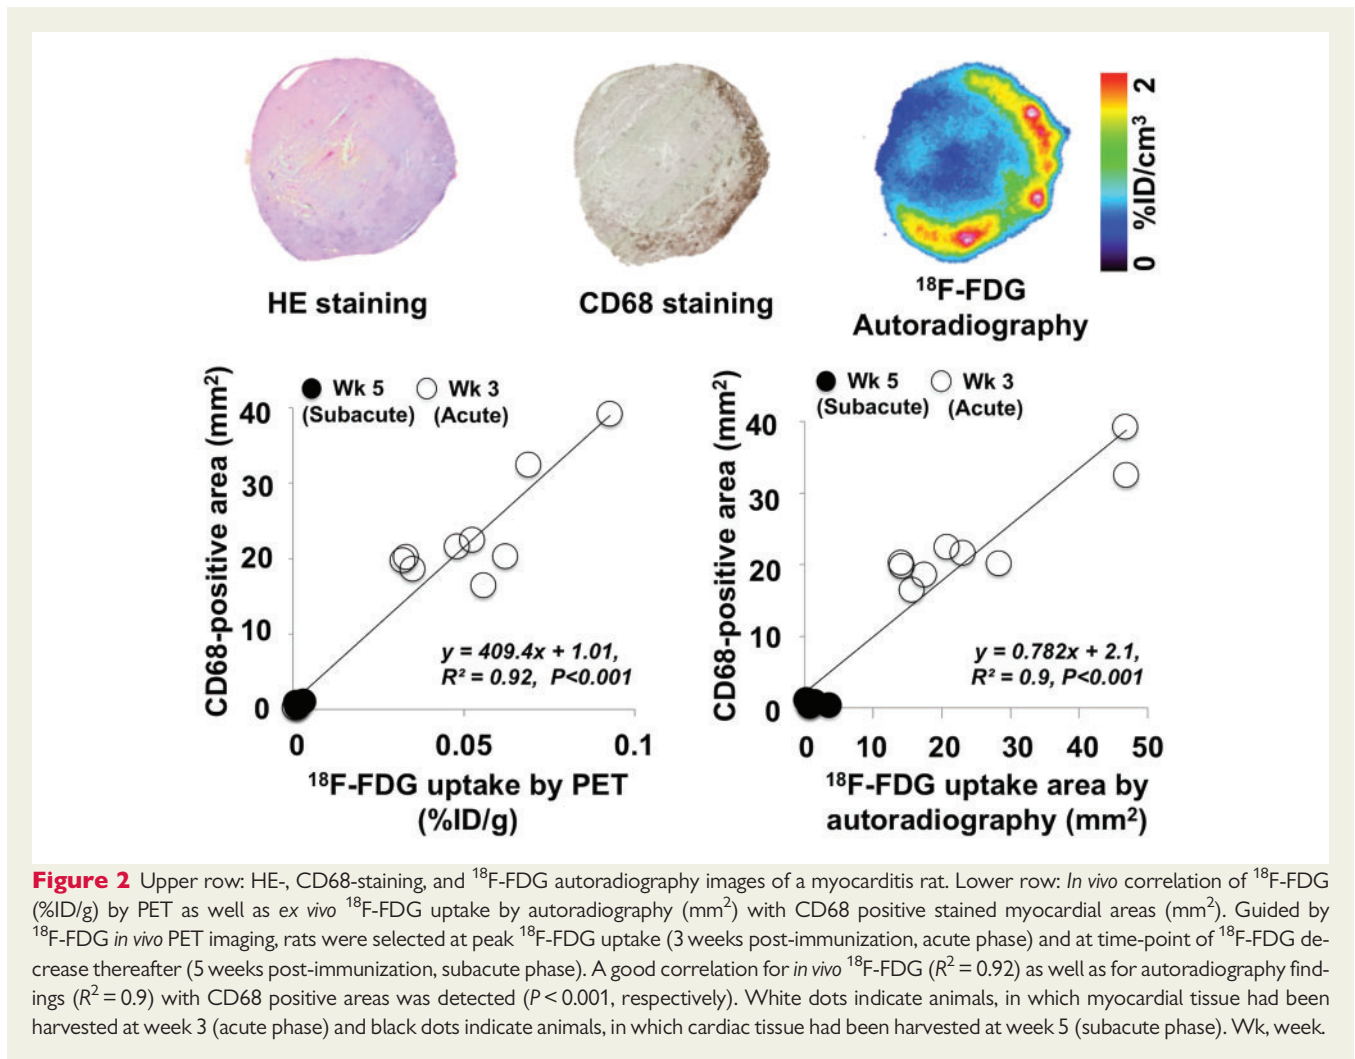 HE staining
CD68 staining
¹⁸F-FDG
Autoradiography
2
%ID/cm³
0
CD68-positive area (mm²)
Wk 5
(Subacute)
Wk 3
(Acute)
40
30
20
10
0
y = 409.4x + 1.01,
R² = 0.92, P<0.001
0
0.05
0.1
¹⁸F-FDG uptake by PET
(%ID/g)
CD68-positive area (mm²)
Wk 5
(Subacute)
Wk 3
(Acute)
40
30
20
10
0
y = 0.782x + 2.1,
R² = 0.9, P<0.001
0
10
20
30
40
50
¹⁸F-FDG uptake area by
autoradiography (mm²)
Figure 2 Upper row: HE-, CD68-staining, and ¹⁸F-FDG autoradiography images of a myocarditis rat. Lower row: In vivo correlation of ¹⁸F-FDG
(%ID/g) by PET as well as ex vivo ¹⁸F-FDG uptake by autoradiography (mm²) with CD68 positive stained myocardial areas (mm²). Guided by
¹⁸F-FDG in vivo PET imaging, rats were selected at peak ¹⁸F-FDG uptake (3 weeks post-immunization, acute phase) and at time-point of ¹⁸F-FDG de-
crease thereafter (5 weeks post-immunization, subacute phase). A good correlation for in vivo ¹⁸F-FDG (R² = 0.92) as well as for autoradiography find-
ings (R² = 0.9) with CD68 positive areas was detected (P < 0.001, respectively). White dots indicate animals, in which myocardial tissue had been
harvested at week 3 (acute phase) and black dots indicate animals, in which cardiac tissue had been harvested at week 5 (subacute phase). Wk, week.